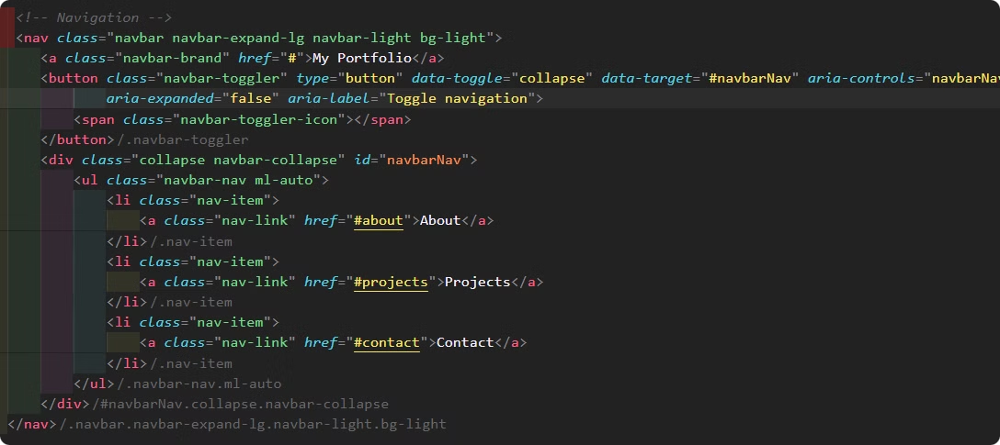 <!-- Navigation -->
<nav class="navbar navbar-expand-lg navbar-light bg-light">
<a class="navbar-brand" href="#">My Portfolio</a>
<button class="navbar-toggler" type="button" data-toggle="collapse" data-target="#navbarNav" aria-controls="navbarNav
aria-expanded="false" aria-label="Toggle navigation">
<span class="navbar-toggler-icon"></span>
</button>/.navbar-toggler
<div class="collapse navbar-collapse" id="navbarNav">
<ul class="navbar-nav ml-auto">
<li class="nav-item">
<a class="nav-link" href="#about">About</a>
</li>/.nav-item
<li class="nav-item">
<a class="nav-link" href="#projects">Projects</a>
</li>/.nav-item
<li class="nav-item">
<a class="nav-link" href="#contact">Contact</a>
</li>/.nav-item
</ul>/.navbar-nav.ml-auto
</div>/#navbarNav.collapse.navbar-collapse
</nav>/.navbar.navbar-expand-lg.navbar-light.bg-light